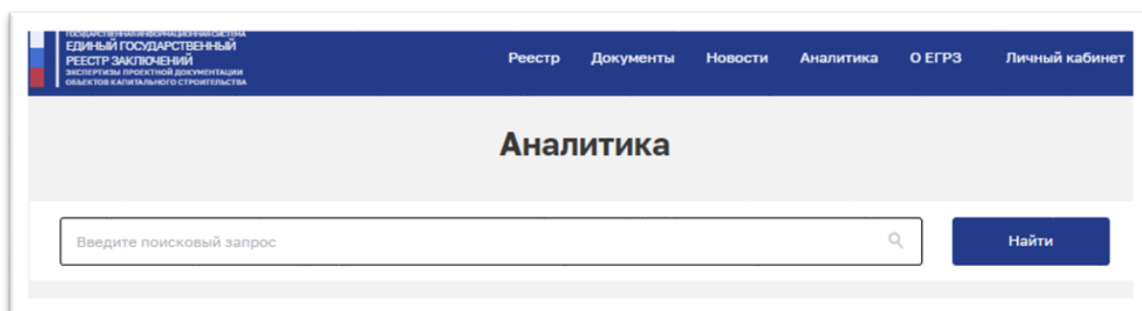 ГОСУДАРСТВЕННАЯ ИНФОРМАЦИОННАЯ СИСТЕМА
ЕДИНЫЙ ГОСУДАРСТВЕННЫЙ
РЕЕСТР ЗАКЛЮЧЕНИЙ
ЭКСПЕРТИЗЫ ПРОЕКТНОЙ ДОКУМЕНТАЦИИ
ОБЪЕКТОВ КАПИТАЛЬНОГО СТРОИТЕЛЬСТВА
Реестр Документы Новости Аналитика О ЕГРЗ Личный кабинет
Аналитика
Введите поисковый запрос
Найти